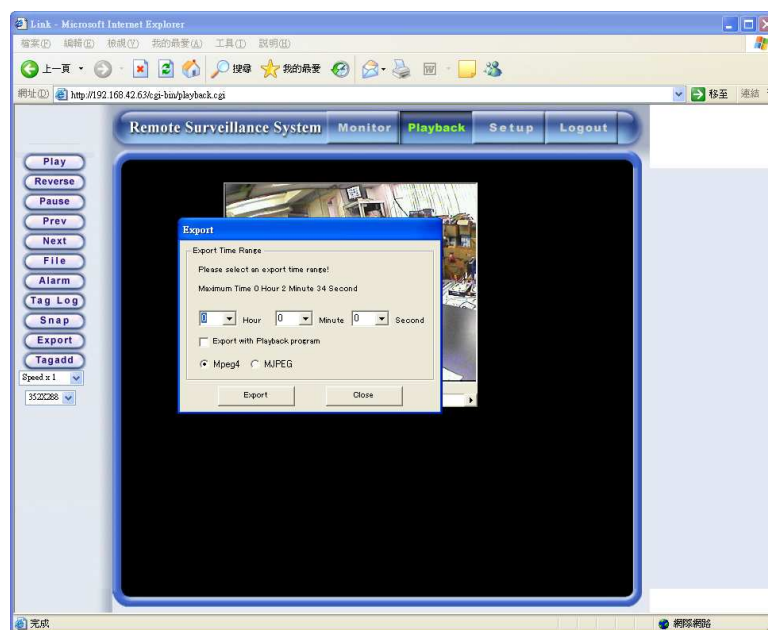 Link - Microsoft Internet Explorer
檔案(F) 編輯(E) 檢視(V) 我的最愛(A) 工具(T) 說明(H)
上一頁 搜尋 我的最愛
網址(D) http://192.168.42.63/cgi-bin/playback.cgi 移至 連結
Remote Surveillance System Monitor Playback Setup Logout
Play
Reverse
Pause
Prev
Next
File
Alarm
Tag Log
Snap
Export
Tagadd
Speed x 1
352X288
Export
Export Time Range
Please select an export time range!
Maximum Time 0 Hour 2 Minute 34 Second
0 Hour 0 Minute 0 Second
Export with Playback program
Mpeg4 MJPEG
Export Close
完成 網際網路